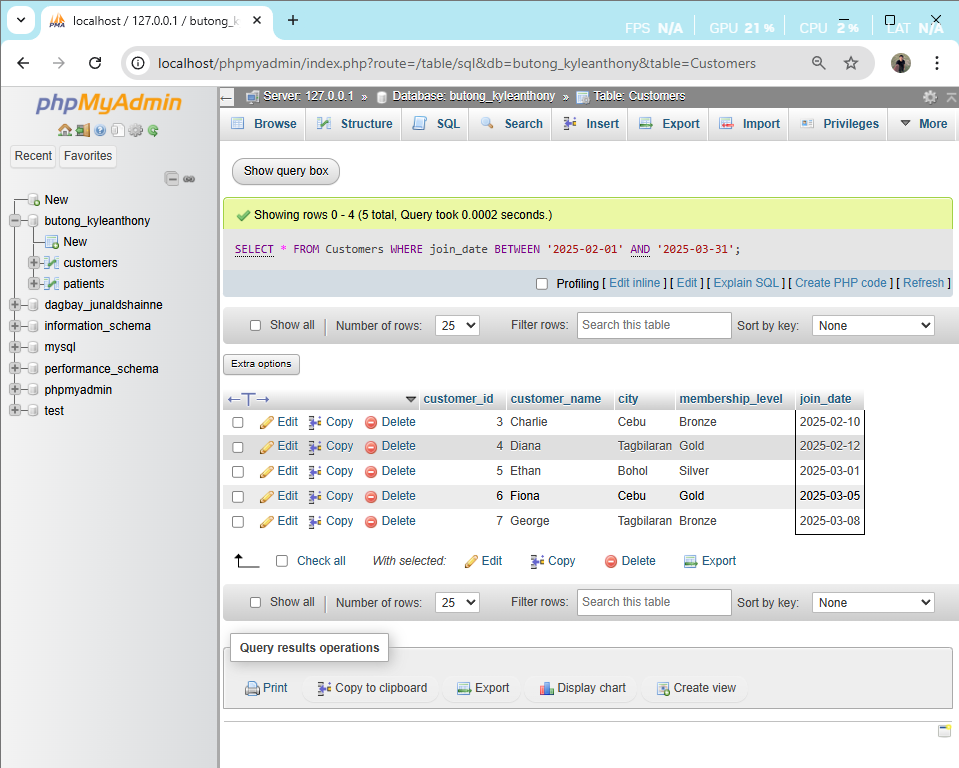 localhost / 127.0.0.1 / butong_k
FPS N/A GPU 21 % CPU 2 % LAT N/A
localhost/phpmyadmin/index.php?route=/table/sql&db=butong_kyleanthony&table=Customers
phpMyAdmin
Recent Favorites
New
butong_kyleanthony
New
customers
patients
dagbay_junaldshainne
information_schema
mysql
performance_schema
phpmyadmin
test
Server: 127.0.0.1 » Database: butong_kyleanthony » Table: Customers
Browse Structure SQL Search Insert Export Import Privileges More
Show query box
Showing rows 0 - 4 (5 total, Query took 0.0002 seconds.)
SELECT * FROM Customers WHERE join_date BETWEEN '2025-02-01' AND '2025-03-31';
Profiling [ Edit inline ] [ Edit ] [ Explain SQL ] [ Create PHP code ] [ Refresh ]
Show all Number of rows: 25 Filter rows: Search this table Sort by key: None
Extra options
←T→ customer_id customer_name city membership_level join_date
Edit Copy Delete 3 Charlie Cebu Bronze 2025-02-10
Edit Copy Delete 4 Diana Tagbilaran Gold 2025-02-12
Edit Copy Delete 5 Ethan Bohol Silver 2025-03-01
Edit Copy Delete 6 Fiona Cebu Gold 2025-03-05
Edit Copy Delete 7 George Tagbilaran Bronze 2025-03-08
Check all With selected: Edit Copy Delete Export
Show all Number of rows: 25 Filter rows: Search this table Sort by key: None
Query results operations
Print Copy to clipboard Export Display chart Create view